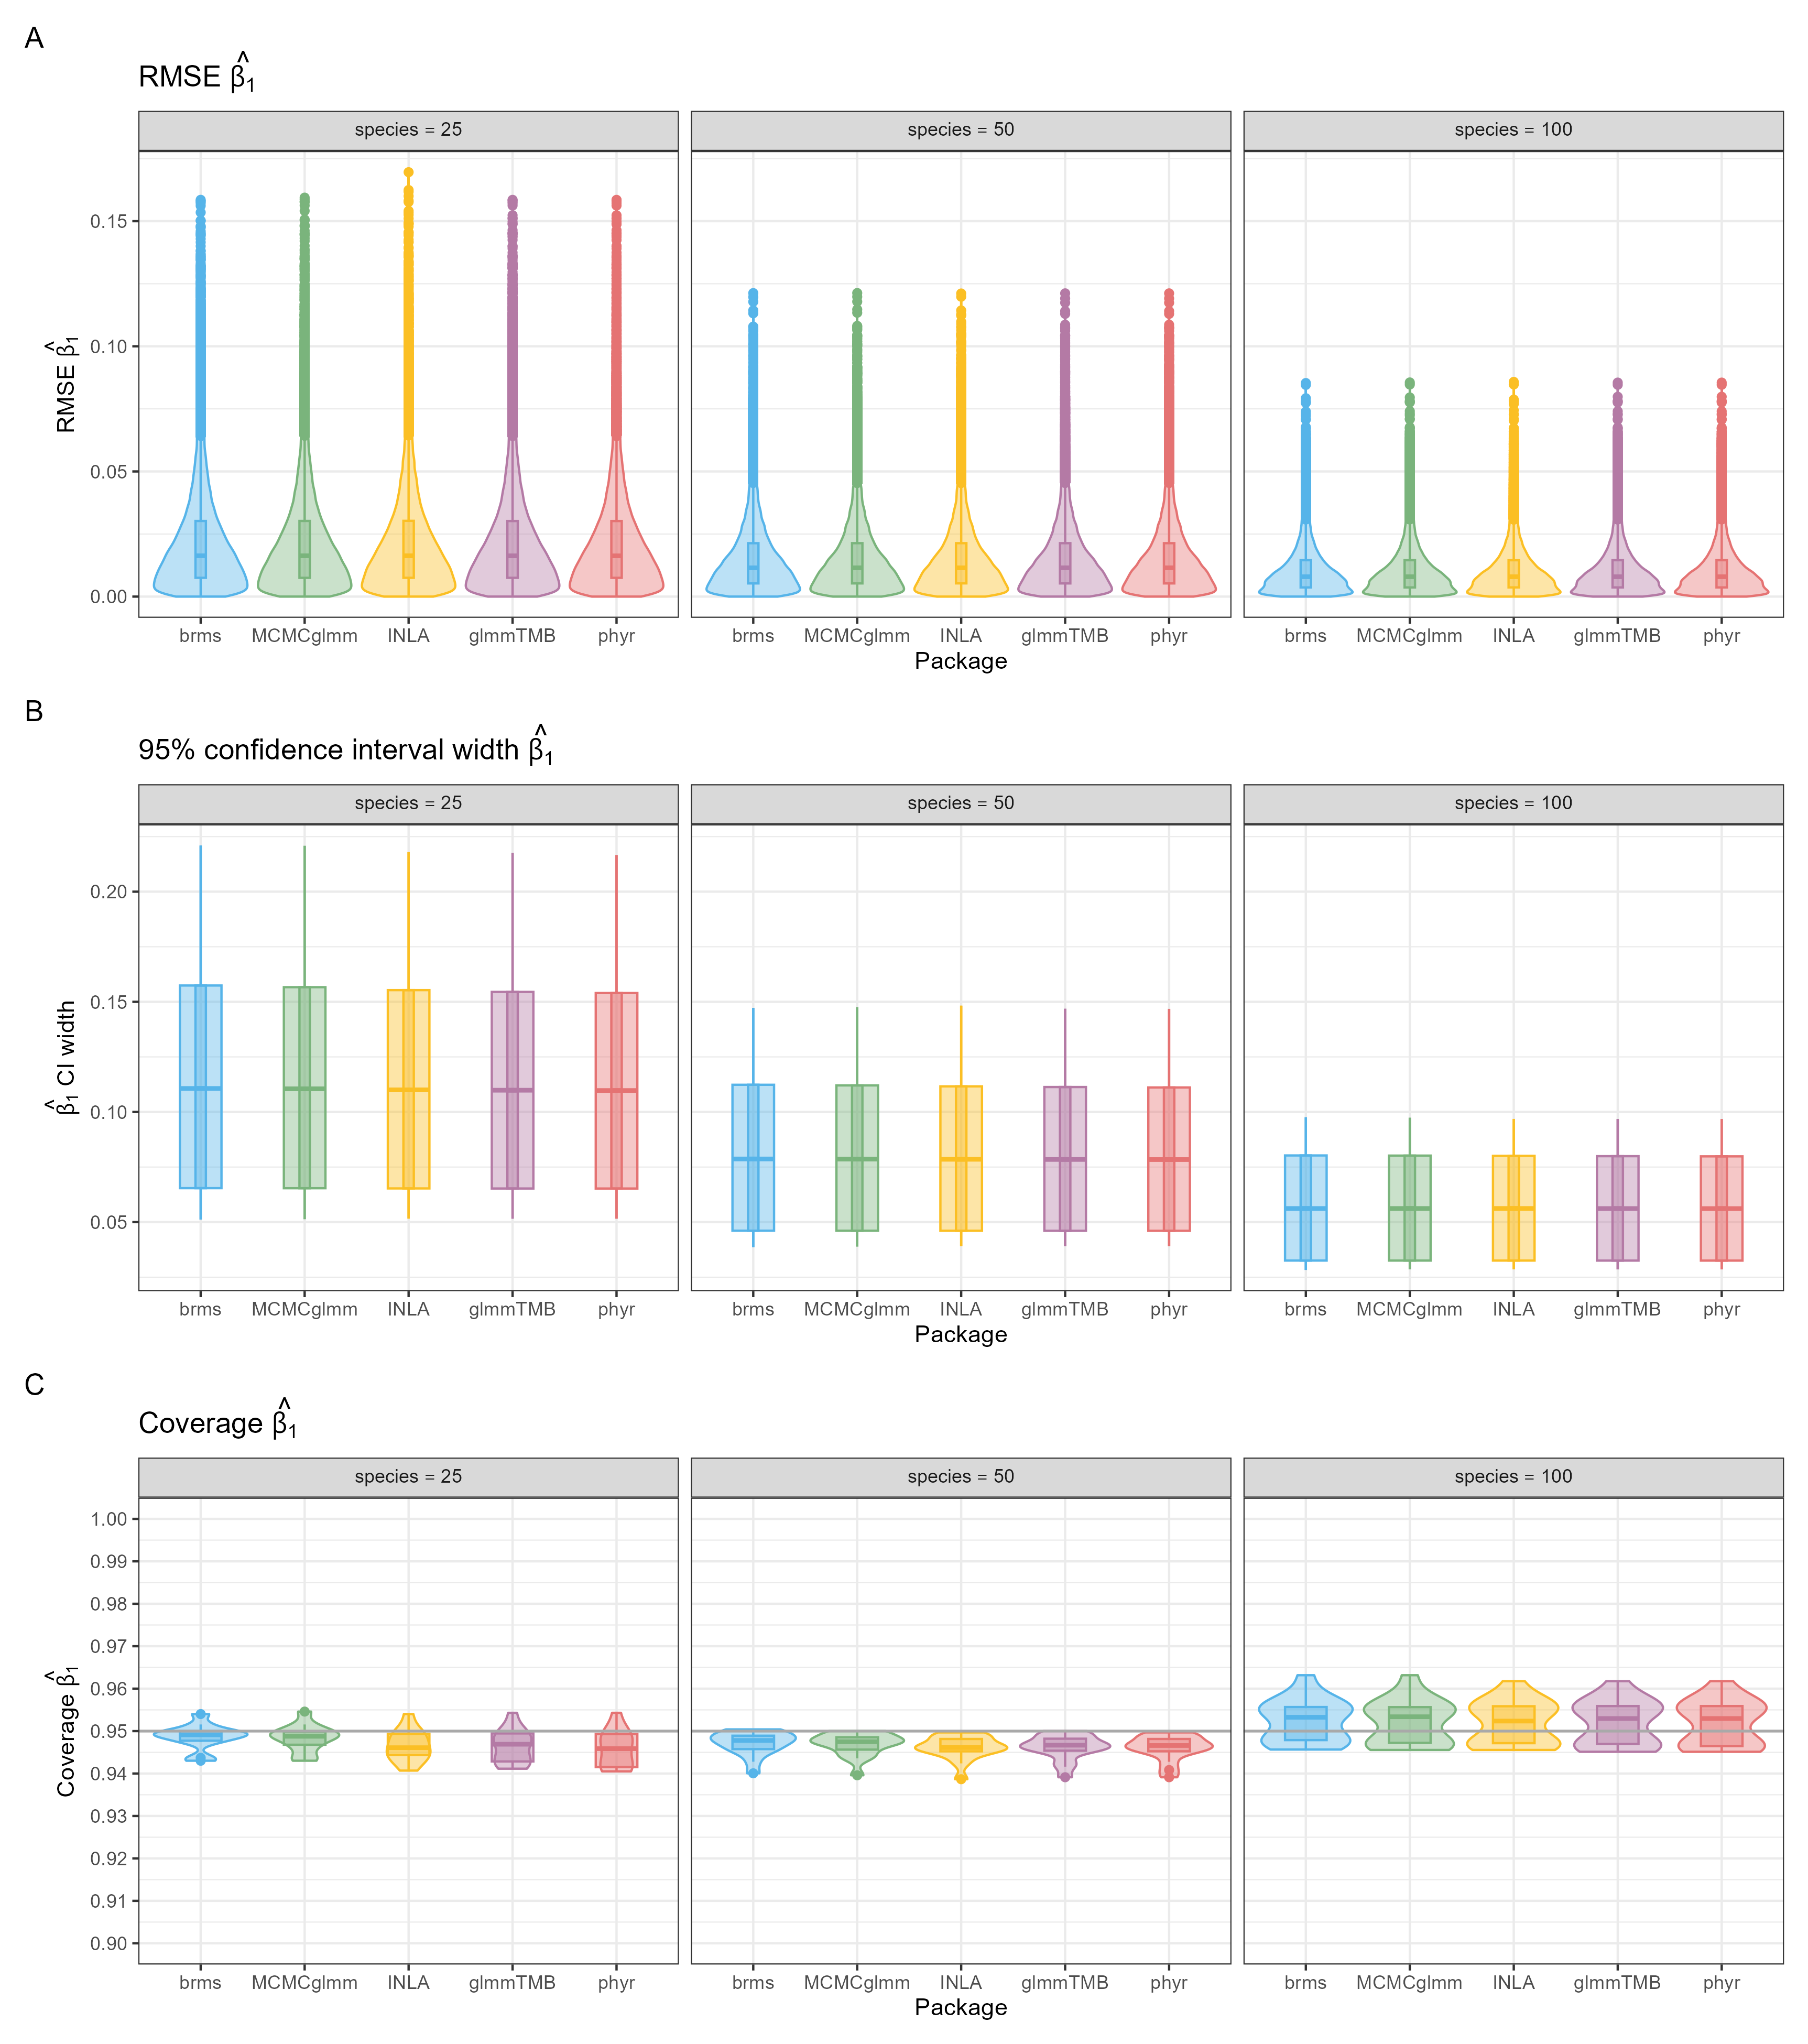 A
RMSE β̂₁
species = 25 species = 50 species = 100
RMSE β̂₁
0.15
0.10
0.05
0.00
brms MCMCglmm INLA glmmTMB phyr brms MCMCglmm INLA glmmTMB phyr brms MCMCglmm INLA glmmTMB phyr
Package
B
95% confidence interval width β̂₁
species = 25 species = 50 species = 100
β̂₁ CI width
0.20
0.15
0.10
0.05
brms MCMCglmm INLA glmmTMB phyr brms MCMCglmm INLA glmmTMB phyr brms MCMCglmm INLA glmmTMB phyr
Package
C
Coverage β̂₁
species = 25 species = 50 species = 100
Coverage β̂₁
1.00
0.99
0.98
0.97
0.96
0.95
0.94
0.93
0.92
0.91
0.90
brms MCMCglmm INLA glmmTMB phyr brms MCMCglmm INLA glmmTMB phyr brms MCMCglmm INLA glmmTMB phyr
Package